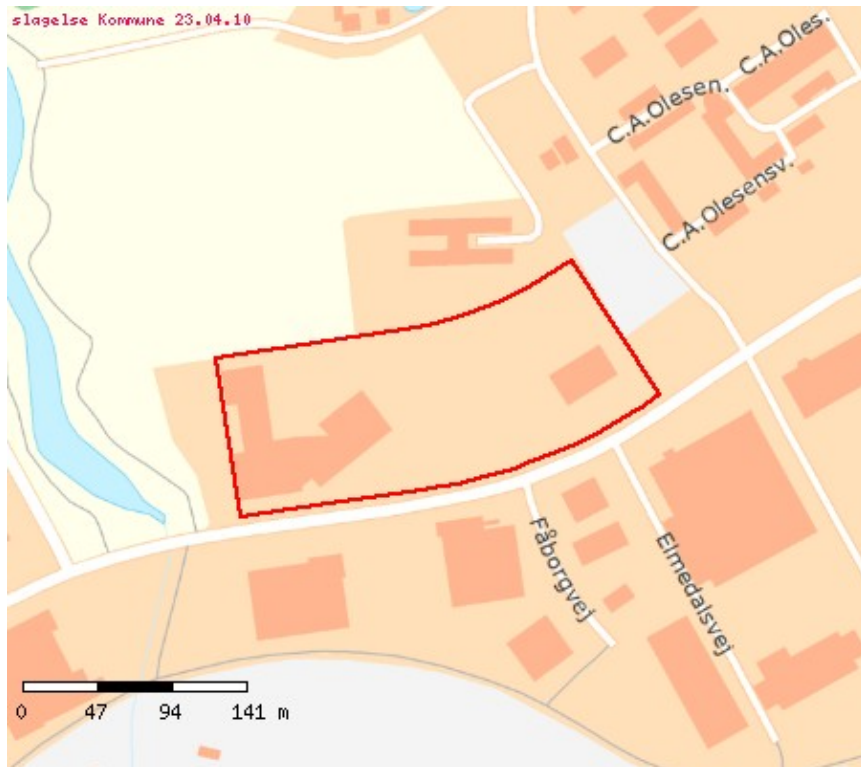 slagelse Kommune 23.04.10
C.A.Oles.
C.A.Olesen.
C.A.Olesensv.
Fåborgvej
Elmedalsvej
0 47 94 141 m